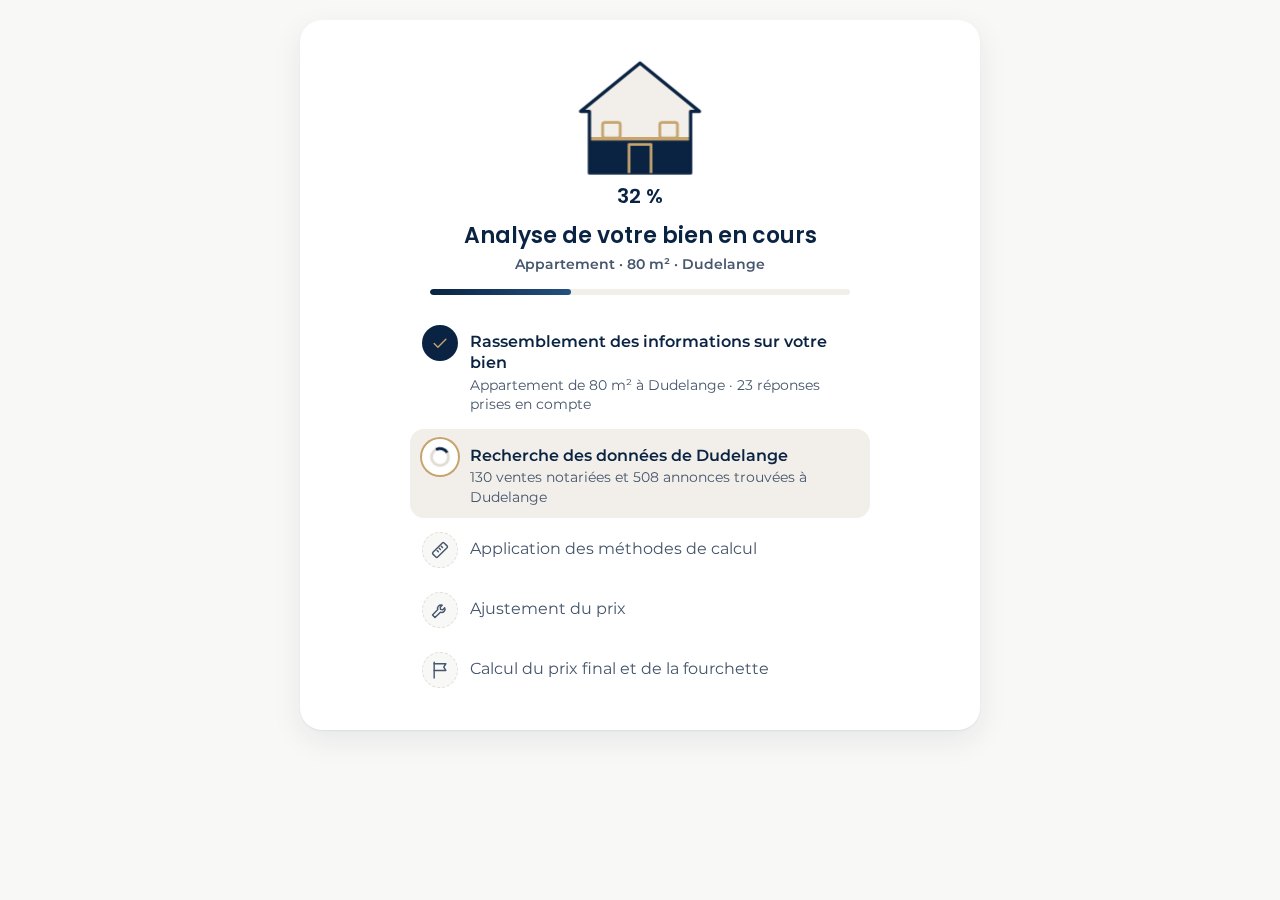 32 %
Analyse de votre bien en cours
Appartement · 80 m² · Dudelange
Rassemblement des informations sur votre
bien
Appartement de 80 m² à Dudelange · 23 réponses
prises en compte
Recherche des données de Dudelange
130 ventes notariées et 508 annonces trouvées à
Dudelange
Application des méthodes de calcul
Ajustement du prix
Calcul du prix final et de la fourchette